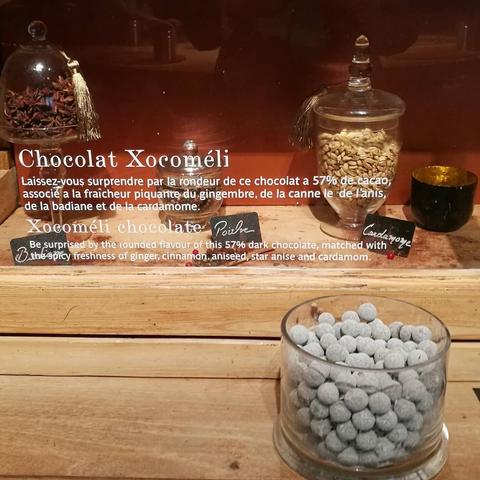 Chocolat Xocoméli
Laissez-vous surprendre par la rondeur de ce chocolat a 57% de cacao,
associé a la fraîcheur piquante du gingembre, de la canne le de l'anis,
de la badiane et de la cardamome.
Xocoméli chocolate
Poivre
Cardamome
Be surprised by the rounded flavour of this 57% dark chocolate, matched with
the spicy freshness of ginger, cinnamon, aniseed, star anise and cardamom.